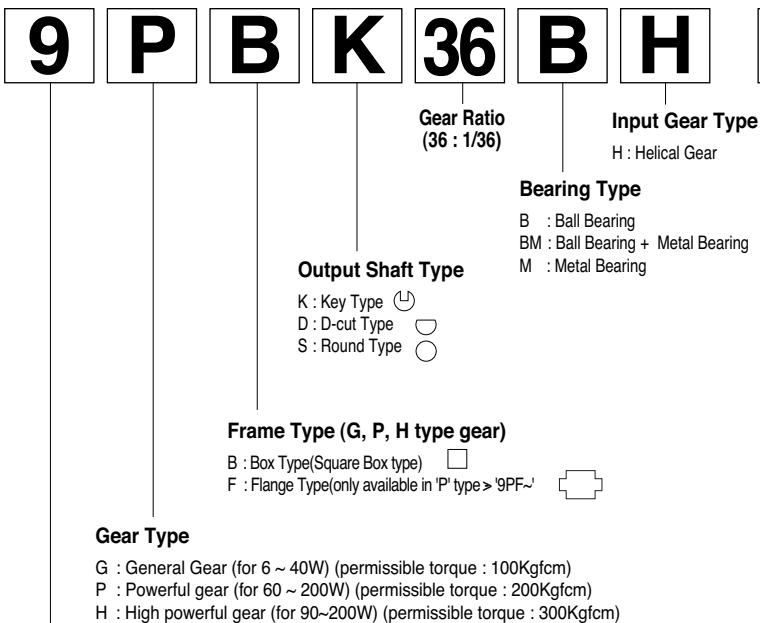 9 P B K 36 B H
Gear Ratio
(36 : 1/36)
Input Gear Type
H : Helical Gear
Bearing Type
B : Ball Bearing
BM : Ball Bearing + Metal Bearing
M : Metal Bearing
Output Shaft Type
K : Key Type
D : D-cut Type
S : Round Type
Frame Type (G, P, H type gear)
B : Box Type(Square Box type)
F : Flange Type(only available in 'P' type > '9PF~'
Gear Type
G : General Gear (for 6 ~ 40W) (permissible torque : 100Kgfcm)
P : Powerful gear (for 60 ~ 200W) (permissible torque : 200Kgfcm)
H : High powerful gear (for 90~200W) (permissible torque : 300Kgfcm)